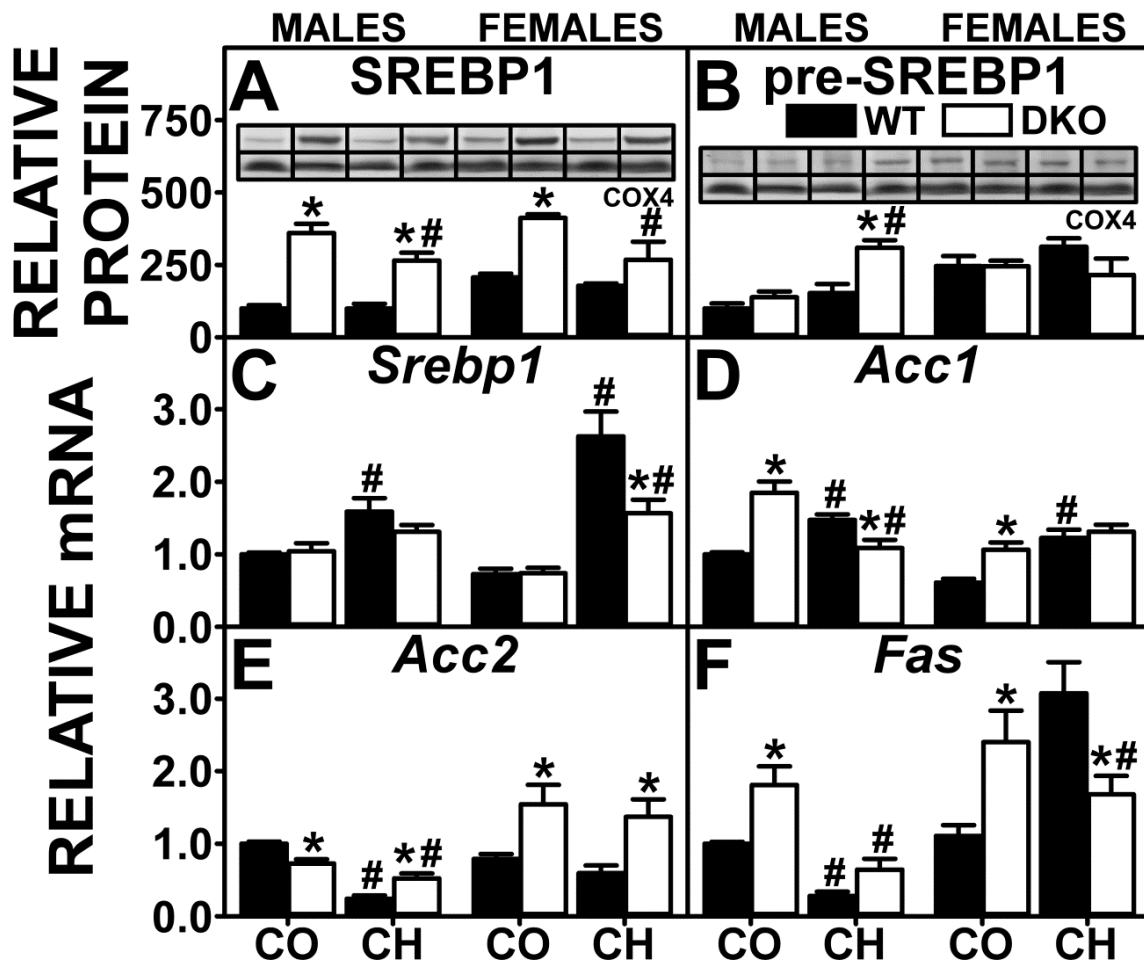 MALES FEMALES MALES FEMALES
RELATIVE
PROTEIN
A SREBP1
B pre-SREBP1
WT DKO
750
500
250
0
COX4
* *# * #
COX4
*#
RELATIVE mRNA
C Srebp1
3.0
2.0
1.0
0.0
# # *#
D Acc1
* # *# * #
E Acc2
3.0
2.0
1.0
0.0
* # *# * *
F Fas
* # # * *#
CO CH CO CH CO CH CO CH